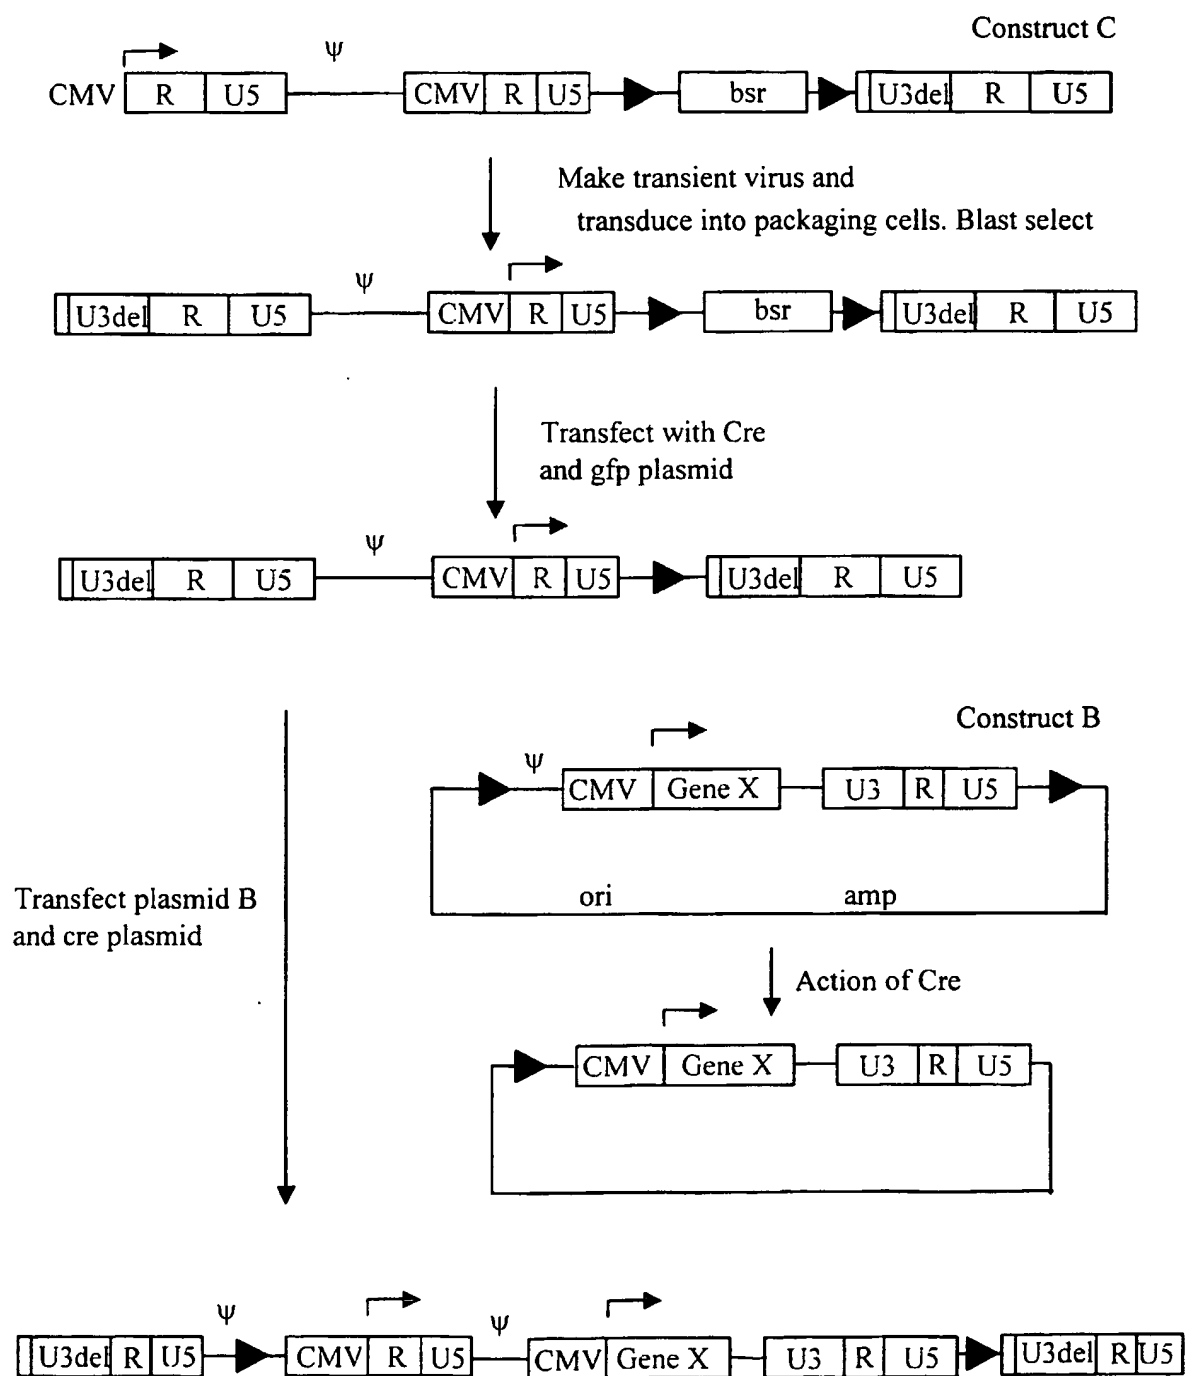 Construct C
ψ
CMV R U5 CMV R U5 bsr U3del R U5
Make transient virus and
transduce into packaging cells. Blast select
ψ
U3del R U5 CMV R U5 bsr U3del R U5
Transfect with Cre
and gfp plasmid
ψ
U3del R U5 CMV R U5 U3del R U5
Construct B
ψ
CMV Gene X U3 R U5
ori amp
Transfect plasmid B
and cre plasmid
Action of Cre
CMV Gene X U3 R U5
ψ ψ
U3del R U5 CMV R U5 CMV Gene X U3 R U5 U3del R U5